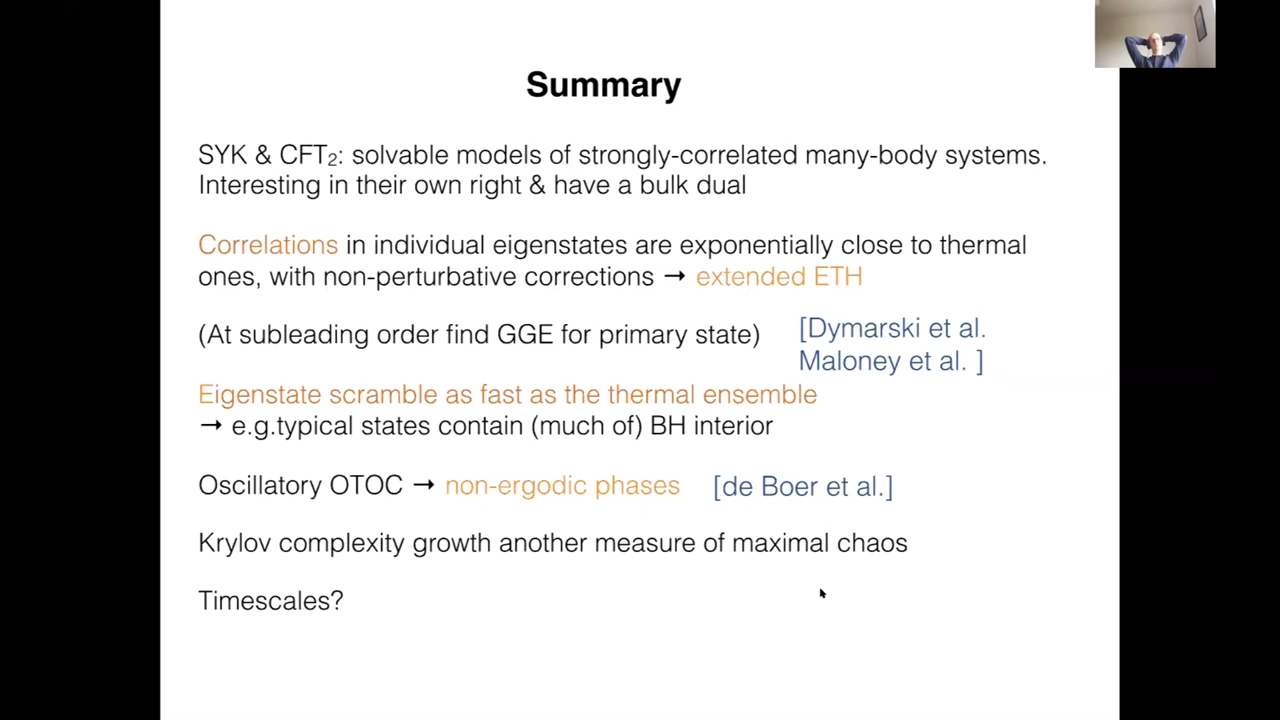 Summary
SYK & CFT₂: solvable models of strongly-correlated many-body systems.
Interesting in their own right & have a bulk dual
Correlations in individual eigenstates are exponentially close to thermal
ones, with non-perturbative corrections → extended ETH
(At subleading order find GGE for primary state) [Dymarski et al.
Maloney et al. ]
Eigenstate scramble as fast as the thermal ensemble
→ e.g.typical states contain (much of) BH interior
Oscillatory OTOC → non-ergodic phases [de Boer et al.]
Krylov complexity growth another measure of maximal chaos
Timescales?